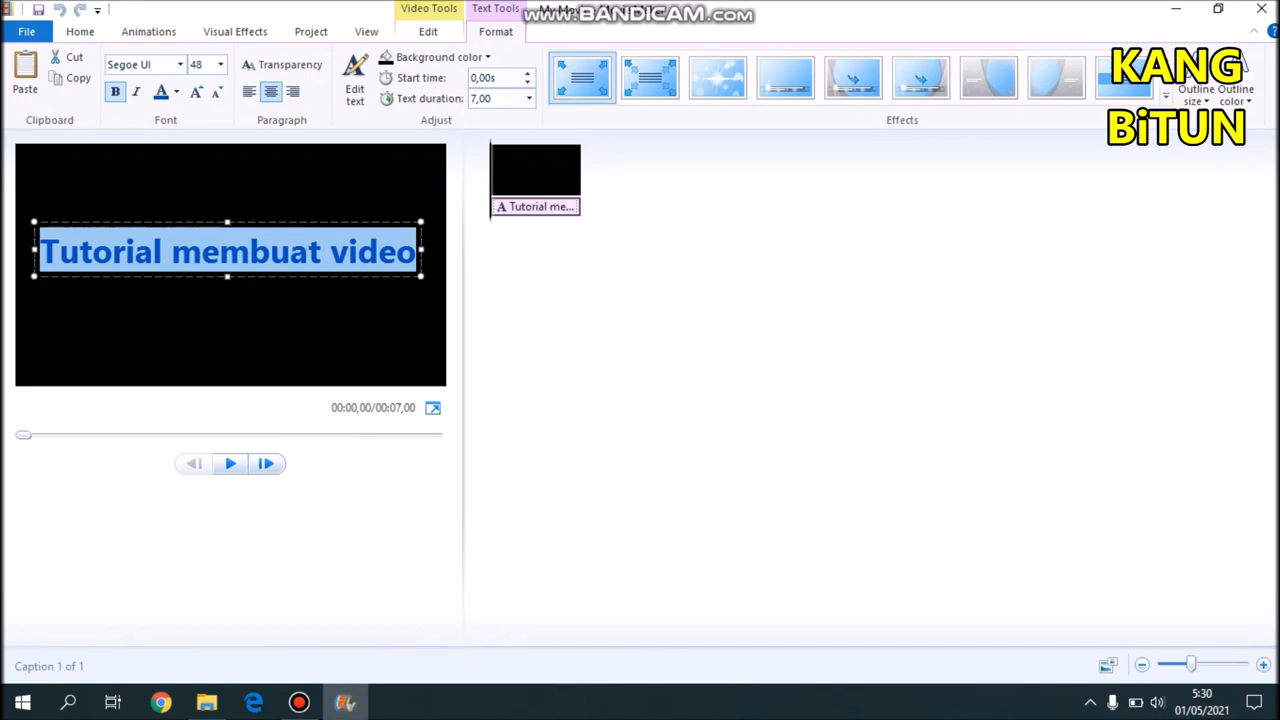 Video Tools
Text Tools
My Mov
www.BANDICAM.com
File
Home
Animations
Visual Effects
Project
View
Edit
Format
KANG
BiTUN
Paste
Cut
Copy
Clipboard
Segoe UI
48
B
I
A
A
A
Font
Transparency
Paragraph
Edit
text
Background color
Start time:
0,00s
Text duration:
7,00
Adjust
Effects
Outline
size
Outline
color
Tutorial membuat video
A Tutorial me...
00:00,00/00:07,00
Caption 1 of 1
5:30
01/05/2021